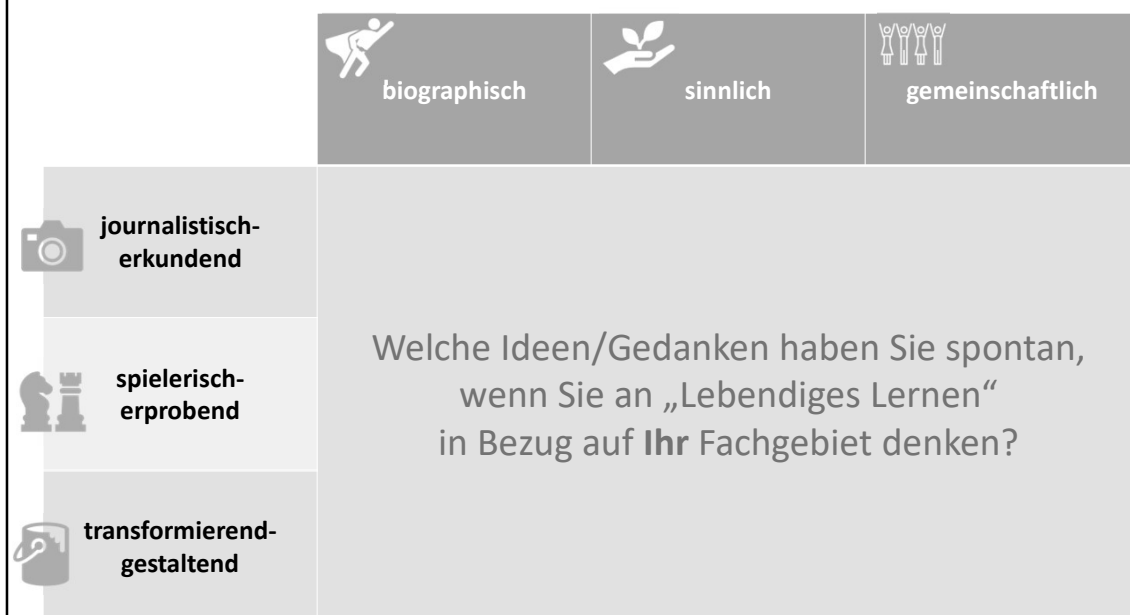 biographisch
sinnlich
gemeinschaftlich
journalistisch-
erkundend
spielerisch-
erprobend
transformierend-
gestaltend
Welche Ideen/Gedanken haben Sie spontan,
wenn Sie an „Lebendiges Lernen“
in Bezug auf Ihr Fachgebiet denken?